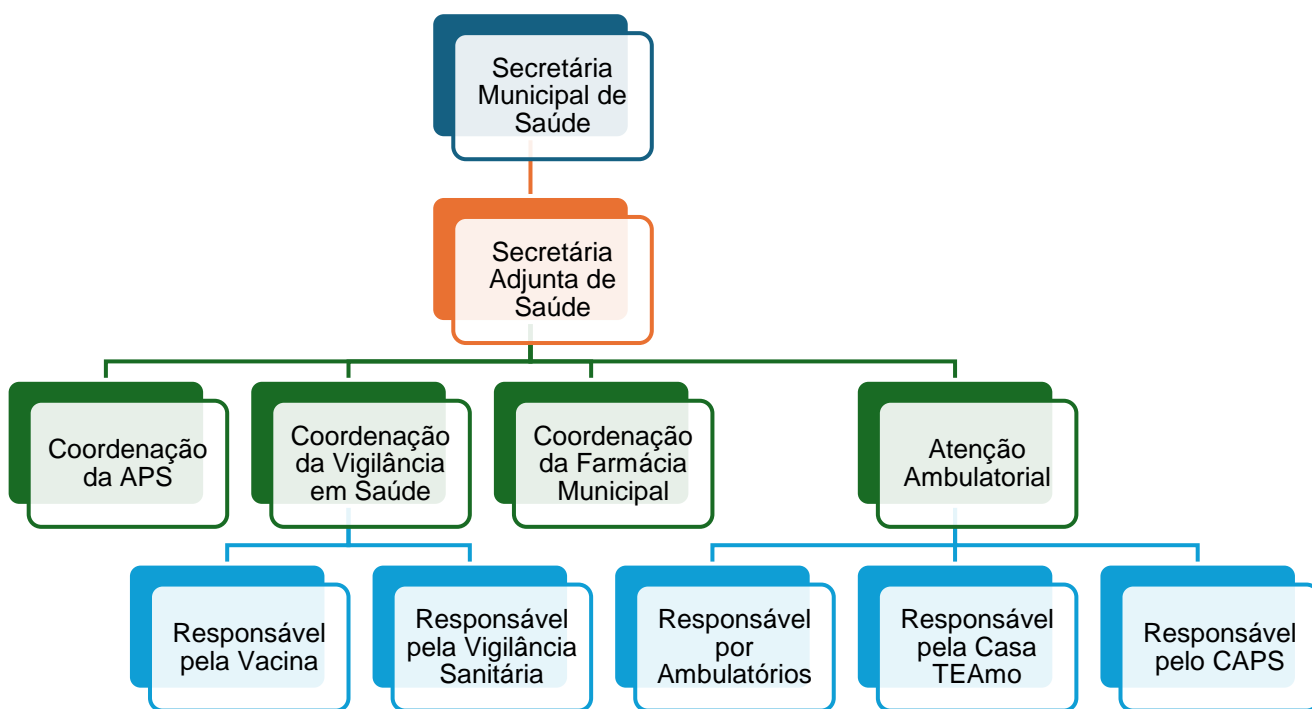 Secretária
Municipal de
Saúde
Secretária
Adjunta de
Saúde
Coordenação
da APS
Coordenação
da Vigilância
em Saúde
Coordenação
da Farmácia
Municipal
Atenção
Ambulatorial
Responsável
pela Vacina
Responsável
pela Vigilância
Sanitária
Responsável
por
Ambulatórios
Responsável
pela Casa
TEAmo
Responsável
pelo CAPS